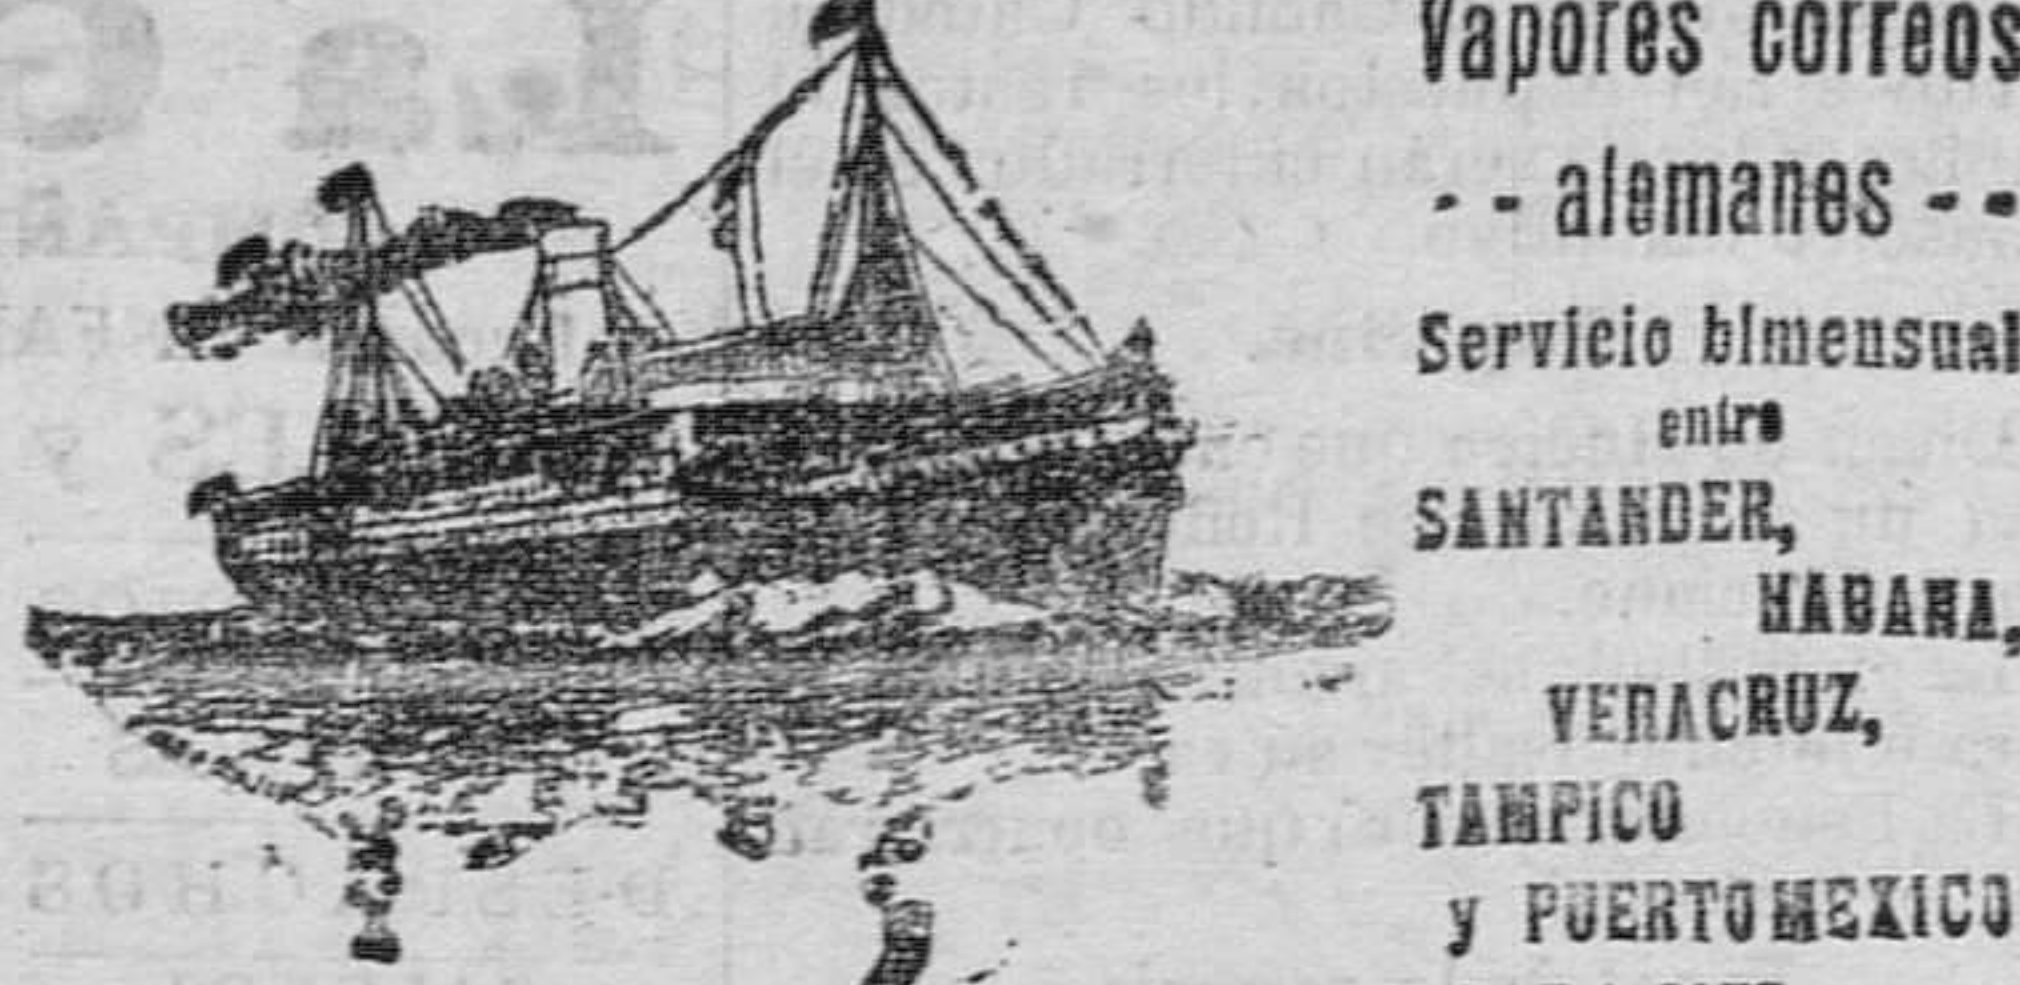 Vapores correos
- - alemanes - -
Servicio bimensual
entre
SANTANDER,
HABANA,
VERACRUZ,
TAMPICO
y PUERTO MEXICO